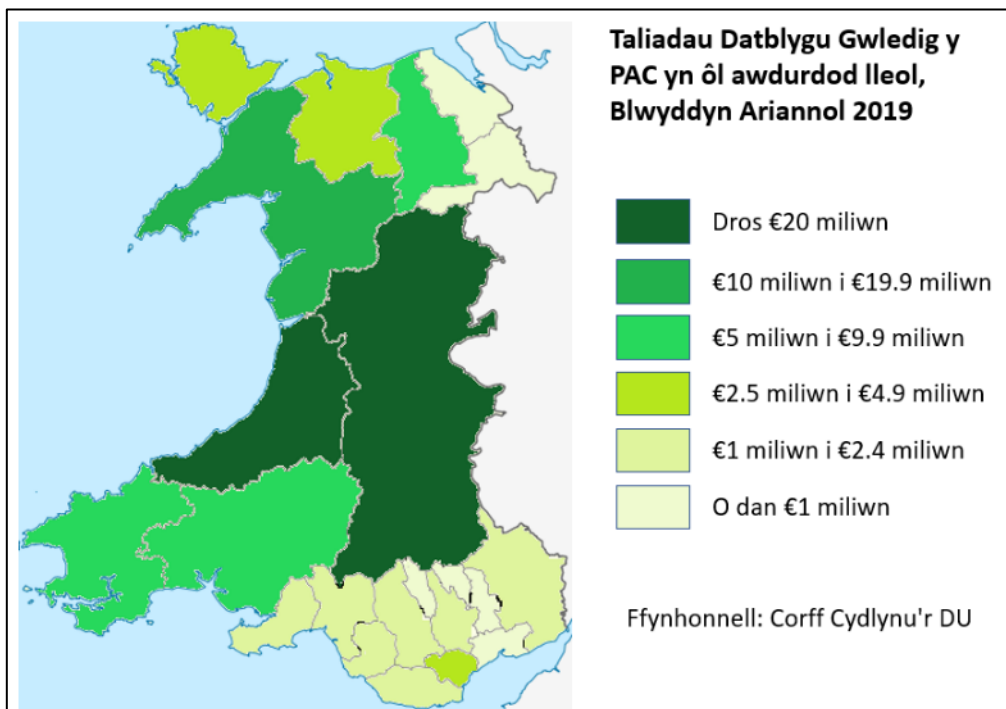 Taliadau Datblygu Gwledig y
PAC yn ôl awdurdod lleol,
Blwyddyn Ariannol 2019
Dros €20 miliwn
€10 miliwn i €19.9 miliwn
€5 miliwn i €9.9 miliwn
€2.5 miliwn i €4.9 miliwn
€1 miliwn i €2.4 miliwn
O dan €1 miliwn
Ffynhonnell: Corff Cydlynu'r DU